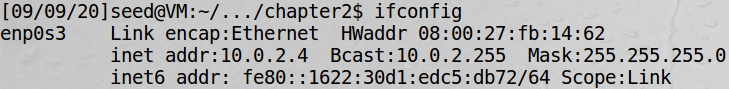 [09/09/20]seed@VM:~/.../chapter2$ ifconfig
enp0s3    Link encap:Ethernet  HWaddr 08:00:27:fb:14:62
          inet addr:10.0.2.4  Bcast:10.0.2.255  Mask:255.255.255.0
          inet6 addr: fe80::1622:30d1:edc5:db72/64 Scope:Link